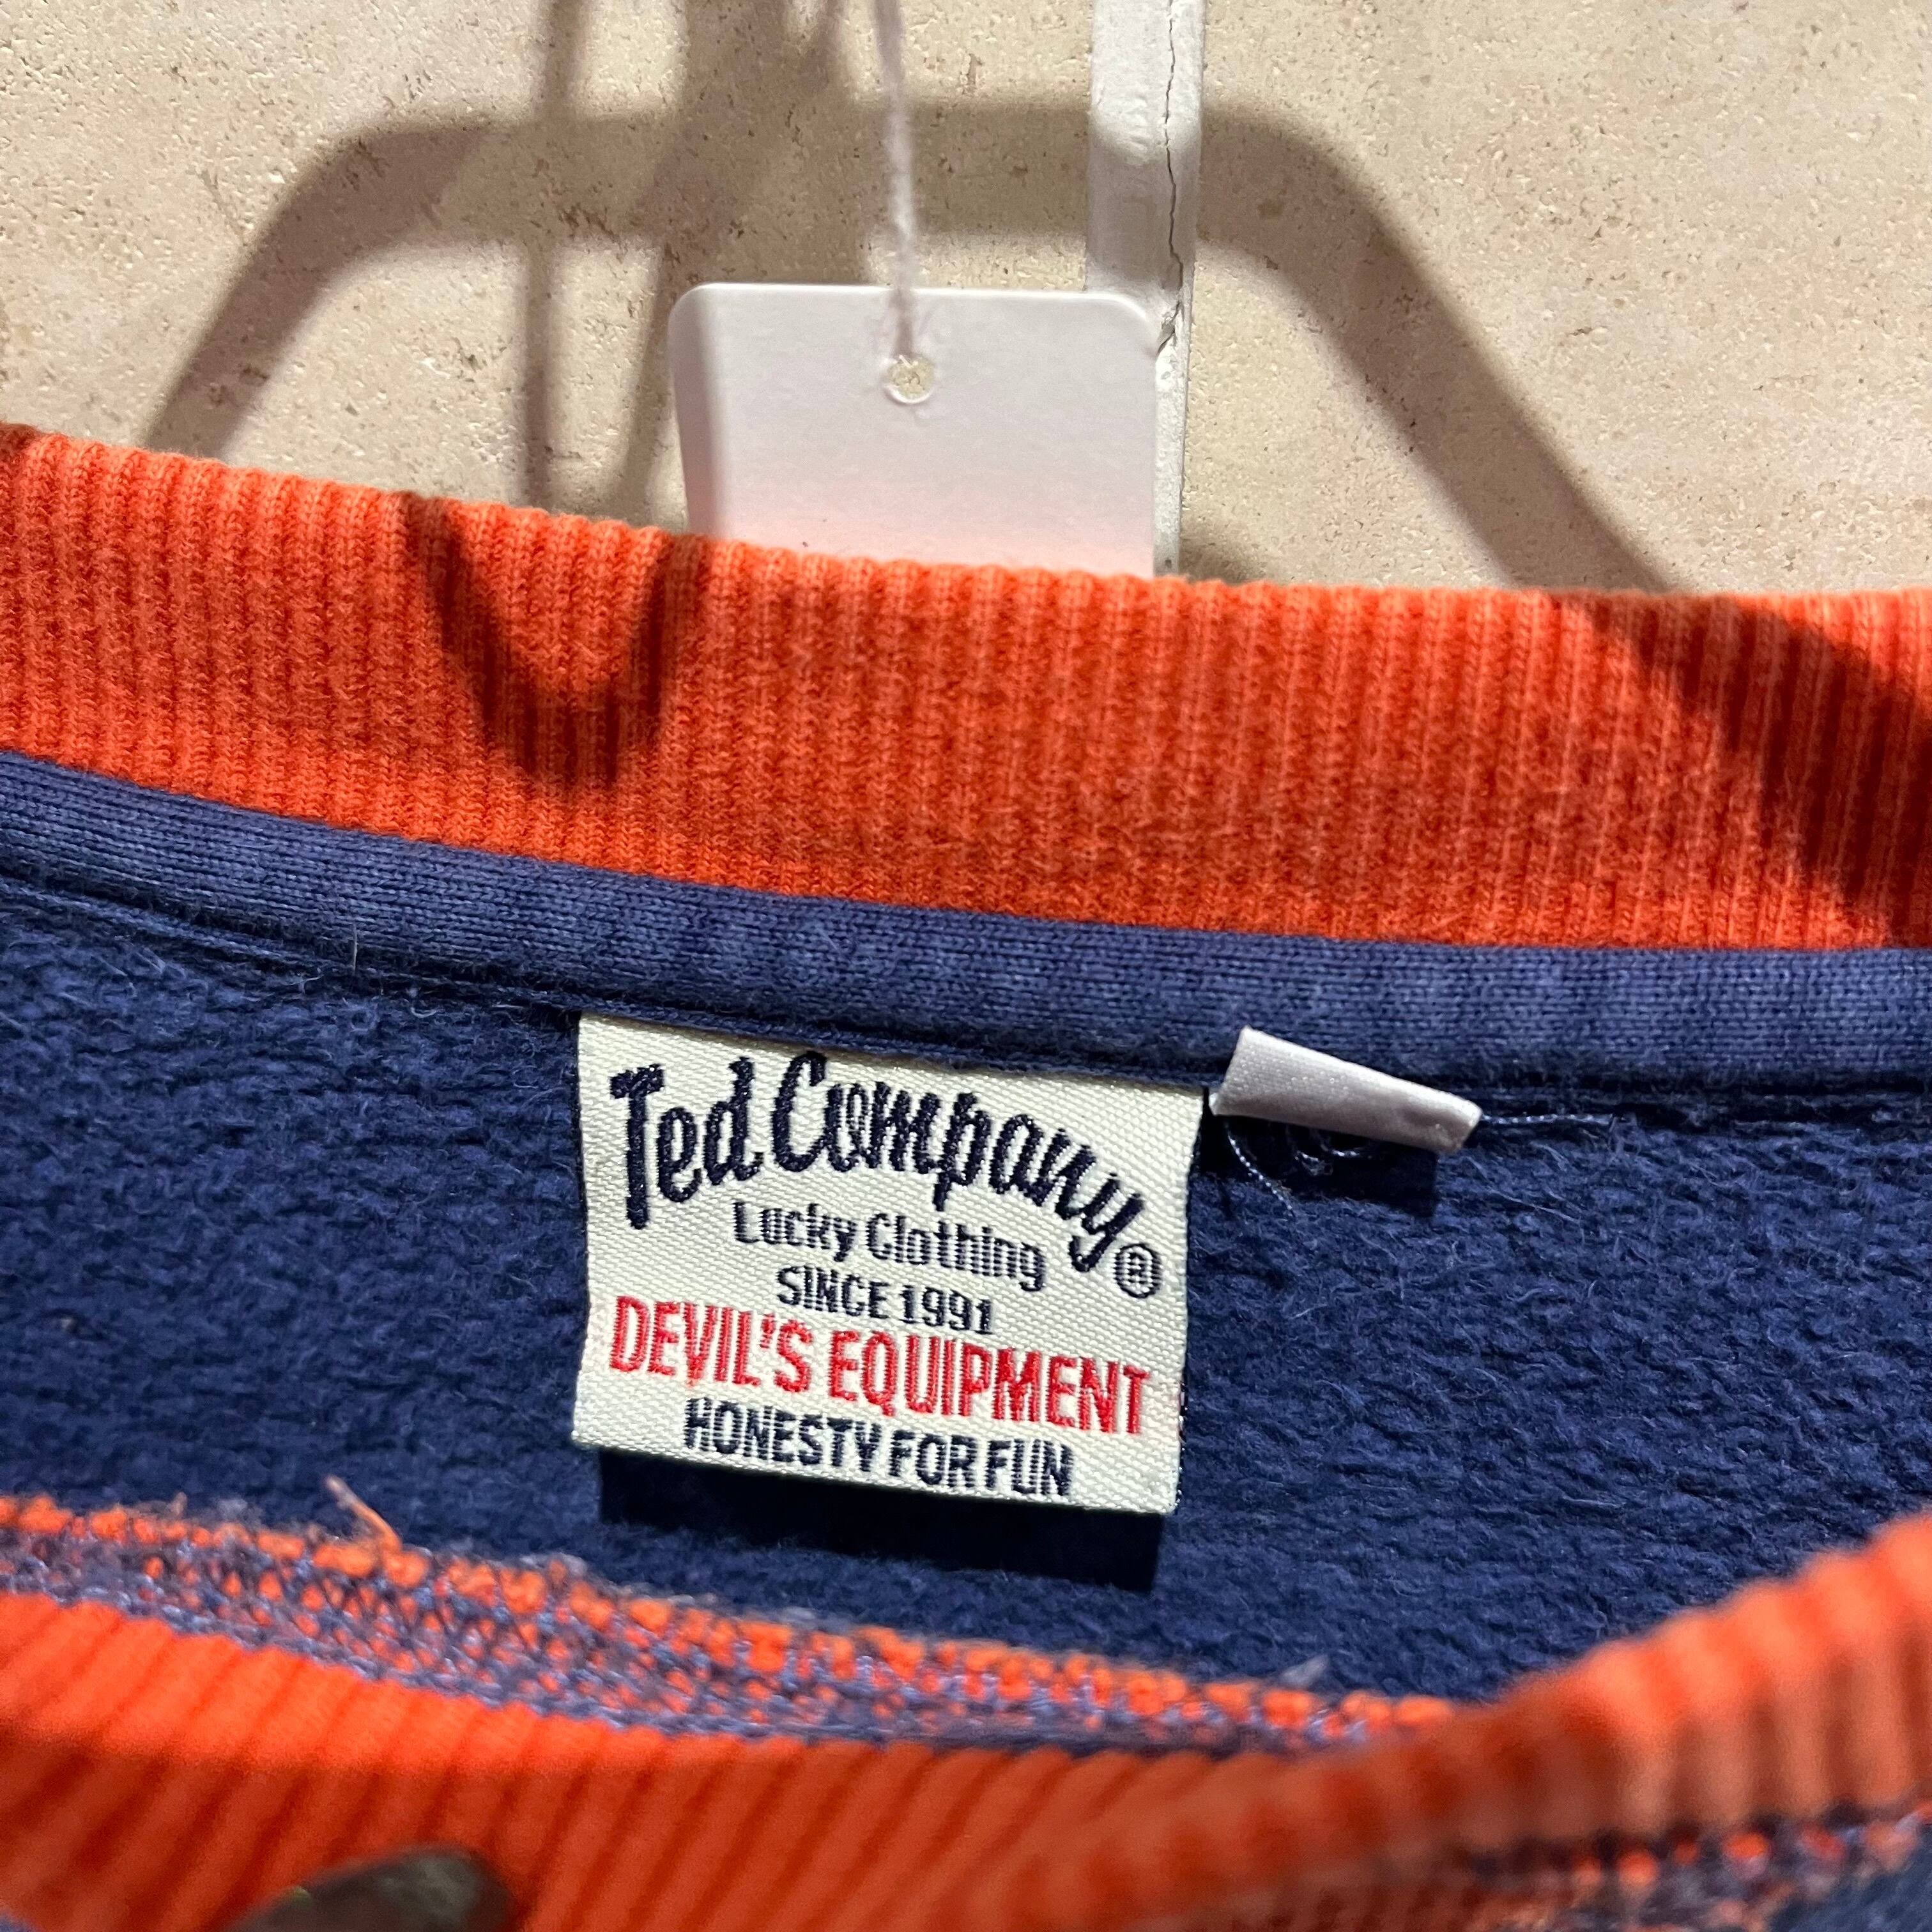 Ted Company®
Lucky Clothing
SINCE 1991
DEVIL'S EQUIPMENT
HONESTY FOR FUN